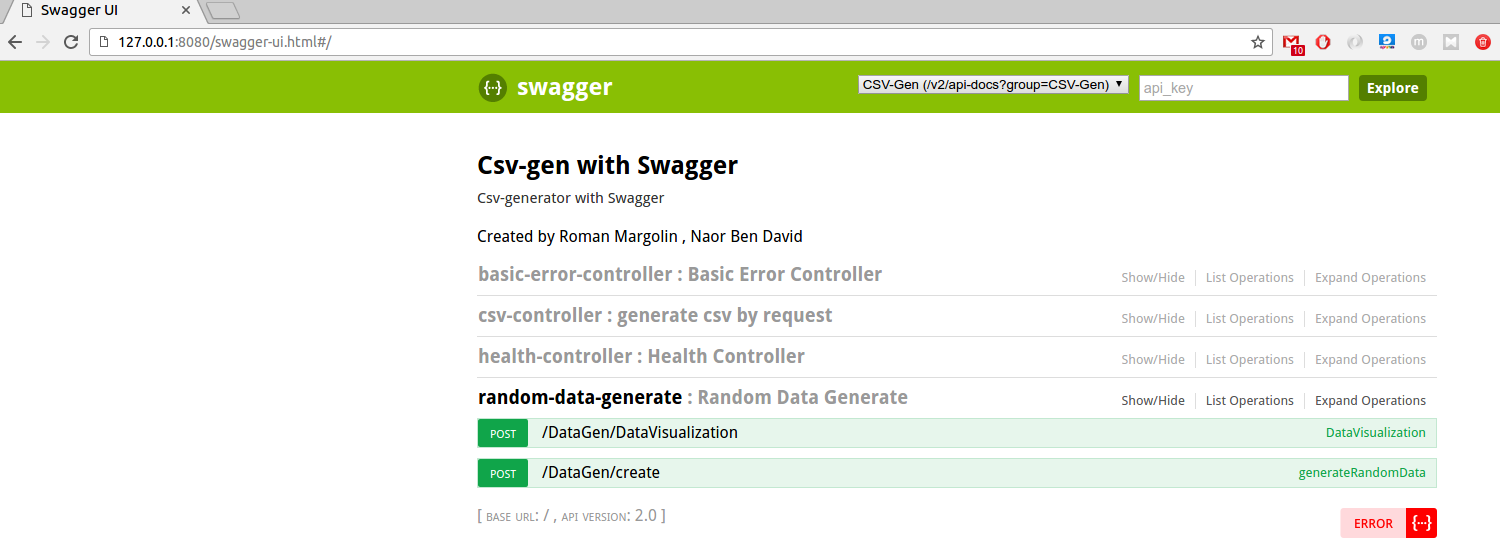 Swagger UI
127.0.0.1:8080/swagger-ui.html#/
10
m
{···} swagger
CSV-Gen (/v2/api-docs?group=CSV-Gen)
api_key
Explore
Csv-gen with Swagger
Csv-generator with Swagger
Created by Roman Margolin , Naor Ben David
basic-error-controller : Basic Error Controller
Show/Hide List Operations Expand Operations
csv-controller : generate csv by request
Show/Hide List Operations Expand Operations
health-controller : Health Controller
Show/Hide List Operations Expand Operations
random-data-generate : Random Data Generate
Show/Hide List Operations Expand Operations
POST /DataGen/DataVisualization DataVisualization
POST /DataGen/create generateRandomData
[ BASE URL: / , API VERSION: 2.0 ]
ERROR {···}